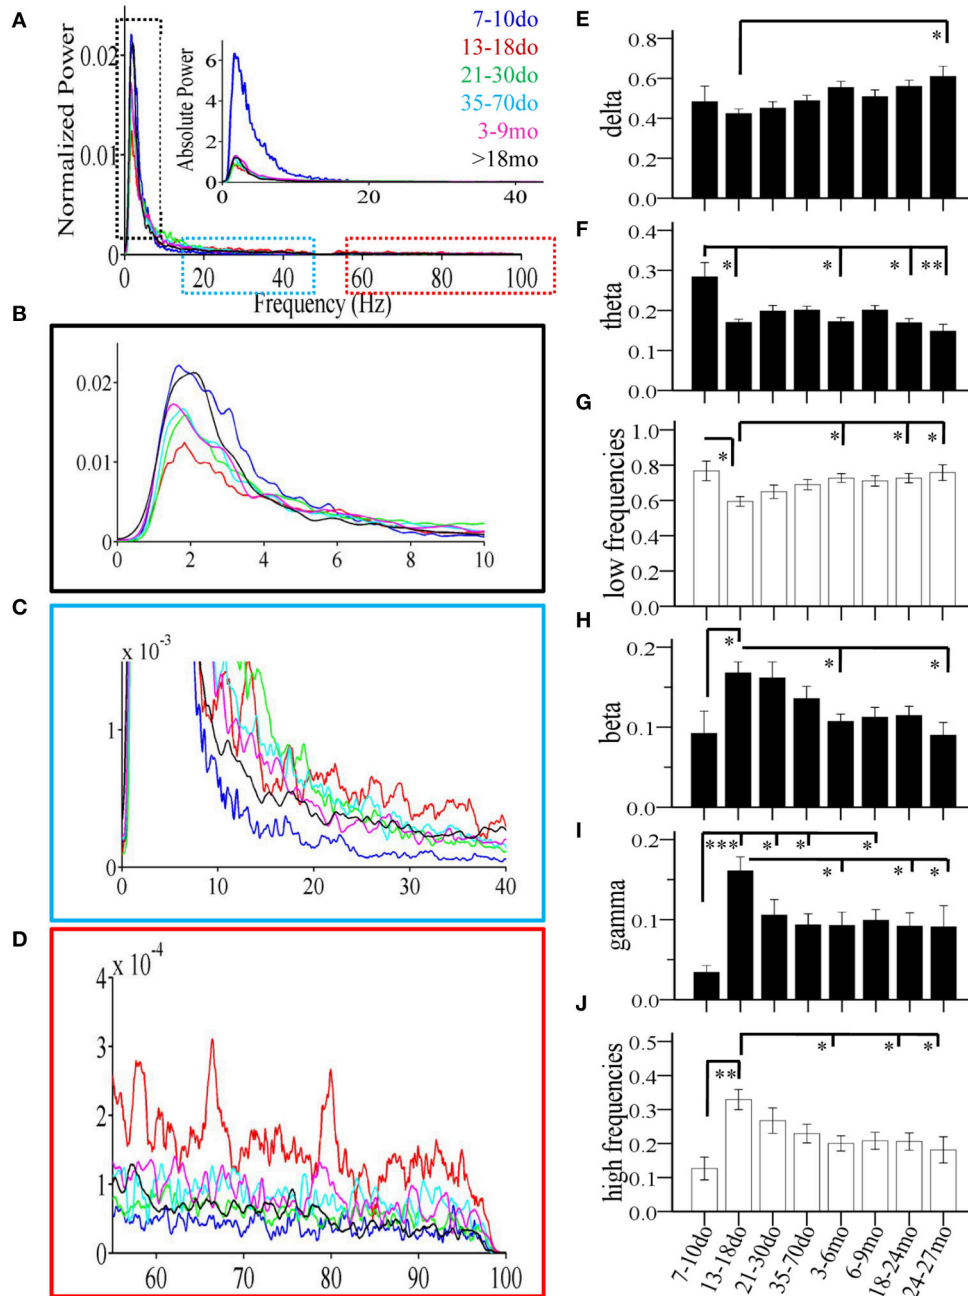 A
Normalized Power
0.02
0.01
0
0
20
40
60
80
100
Frequency (Hz)
Absolute Power
6
4
2
0
0
20
40
7-10do
13-18do
21-30do
35-70do
3-9mo
>18mo
B
0.02
0.01
0
0
2
4
6
8
10
C
x 10-3
1
0
0
10
20
30
40
D
x 10-4
4
3
2
1
0
60
70
80
90
100
E
delta
0.8
0.6
0.4
0.2
0.0
*
F
theta
0.4
0.3
0.2
0.1
0.0
* * * **
G
low frequencies
1.0
0.8
0.6
0.4
0.2
0.0
* * * *
H
beta
0.2
0.1
0.0
* * *
I
gamma
0.2
0.1
0.0
*** * * *
* * *
J
high frequencies
0.5
0.4
0.3
0.2
0.1
0.0
** * * *
7-10do
13-18do
21-30do
35-70do
3-6mo
6-9mo
18-24mo
24-27mo